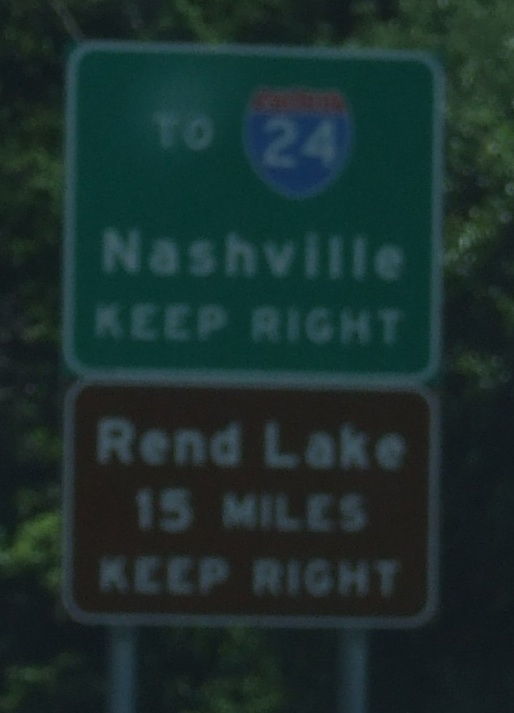 TO 24
Nashville
KEEP RIGHT
Rend Lake
15 MILES
KEEP RIGHT